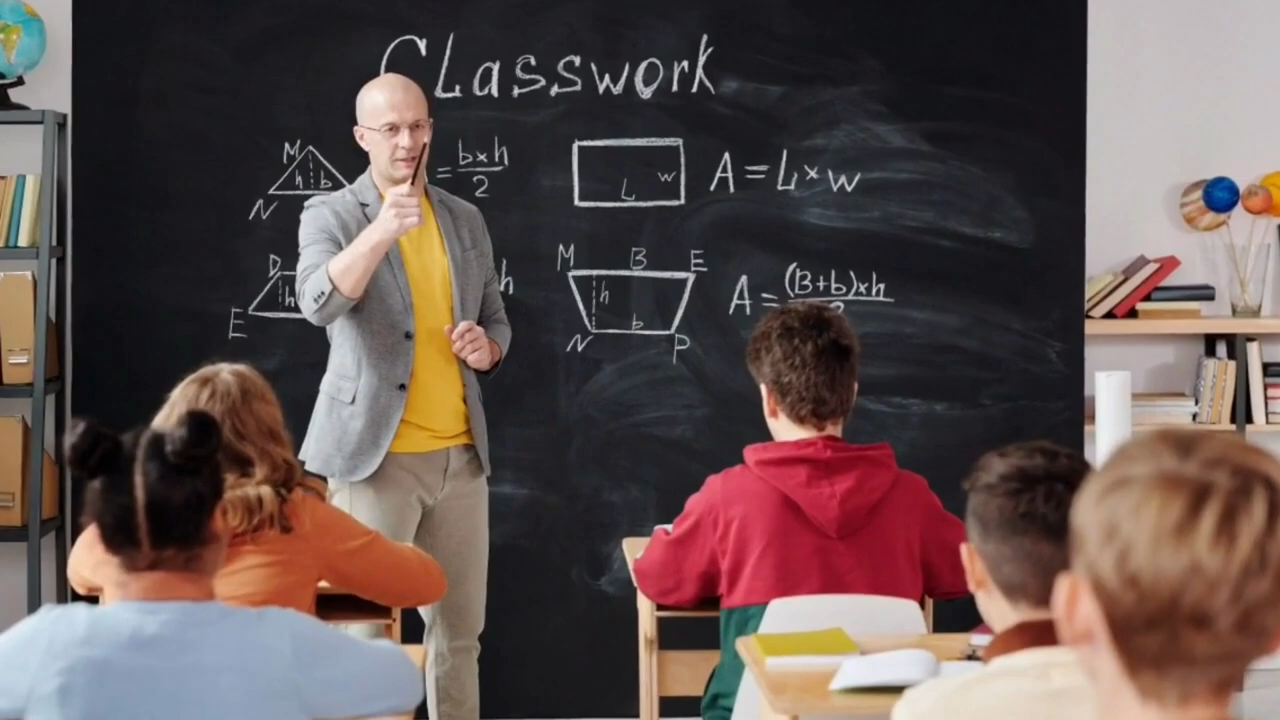 Classwork
M
h b
N
= b×h
2
L w
A = L×w
D
h
E
h
M B E
h
b
N P
A = (B+b)×h